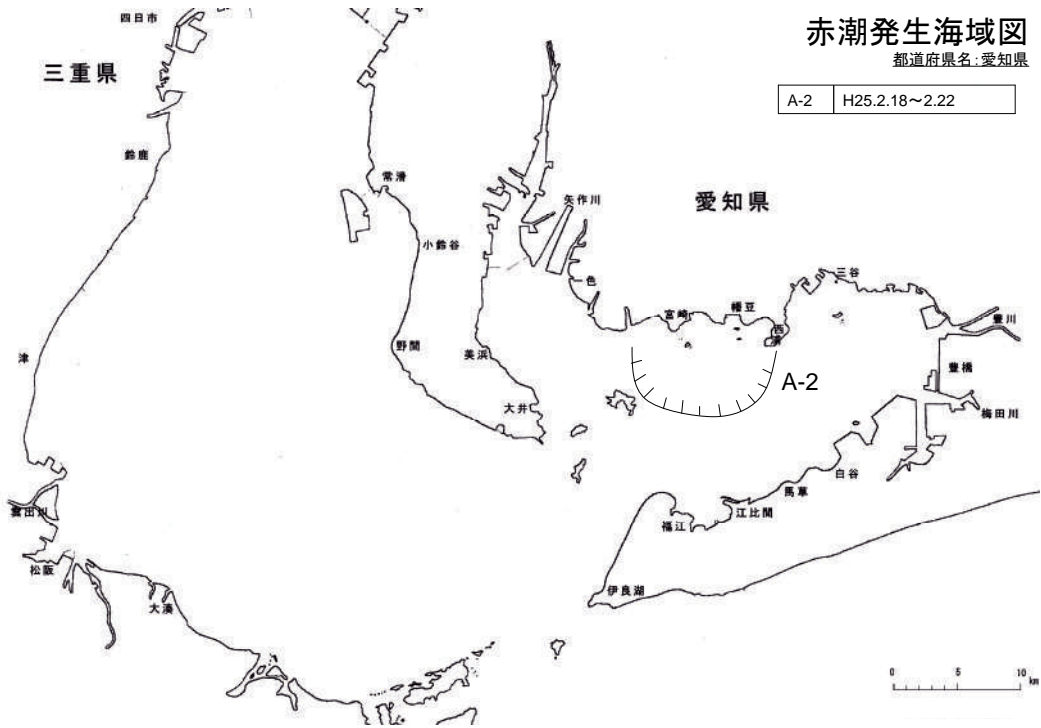 赤潮発生海域図
都道府県名：愛知県
A-2 H25.2.18～2.22
四日市
三重県
鈴鹿
常滑
矢作川
愛知県
小鈴谷
一色
三谷
宮崎
幡豆
西浦
豊川
津
野間
美浜
豊橋
A-2
大井
梅田川
白谷
馬草
雲出川
福江
江比間
松阪
大湊
伊良湖
0 5 10
km